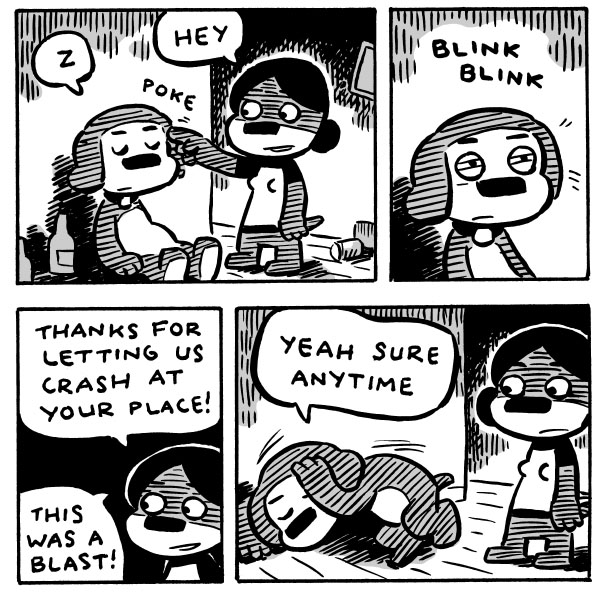 Z
HEY
POKE
BLINK
BLINK
THANKS FOR
LETTING US
CRASH AT
YOUR PLACE!
THIS
WAS A
BLAST!
YEAH SURE
ANYTIME